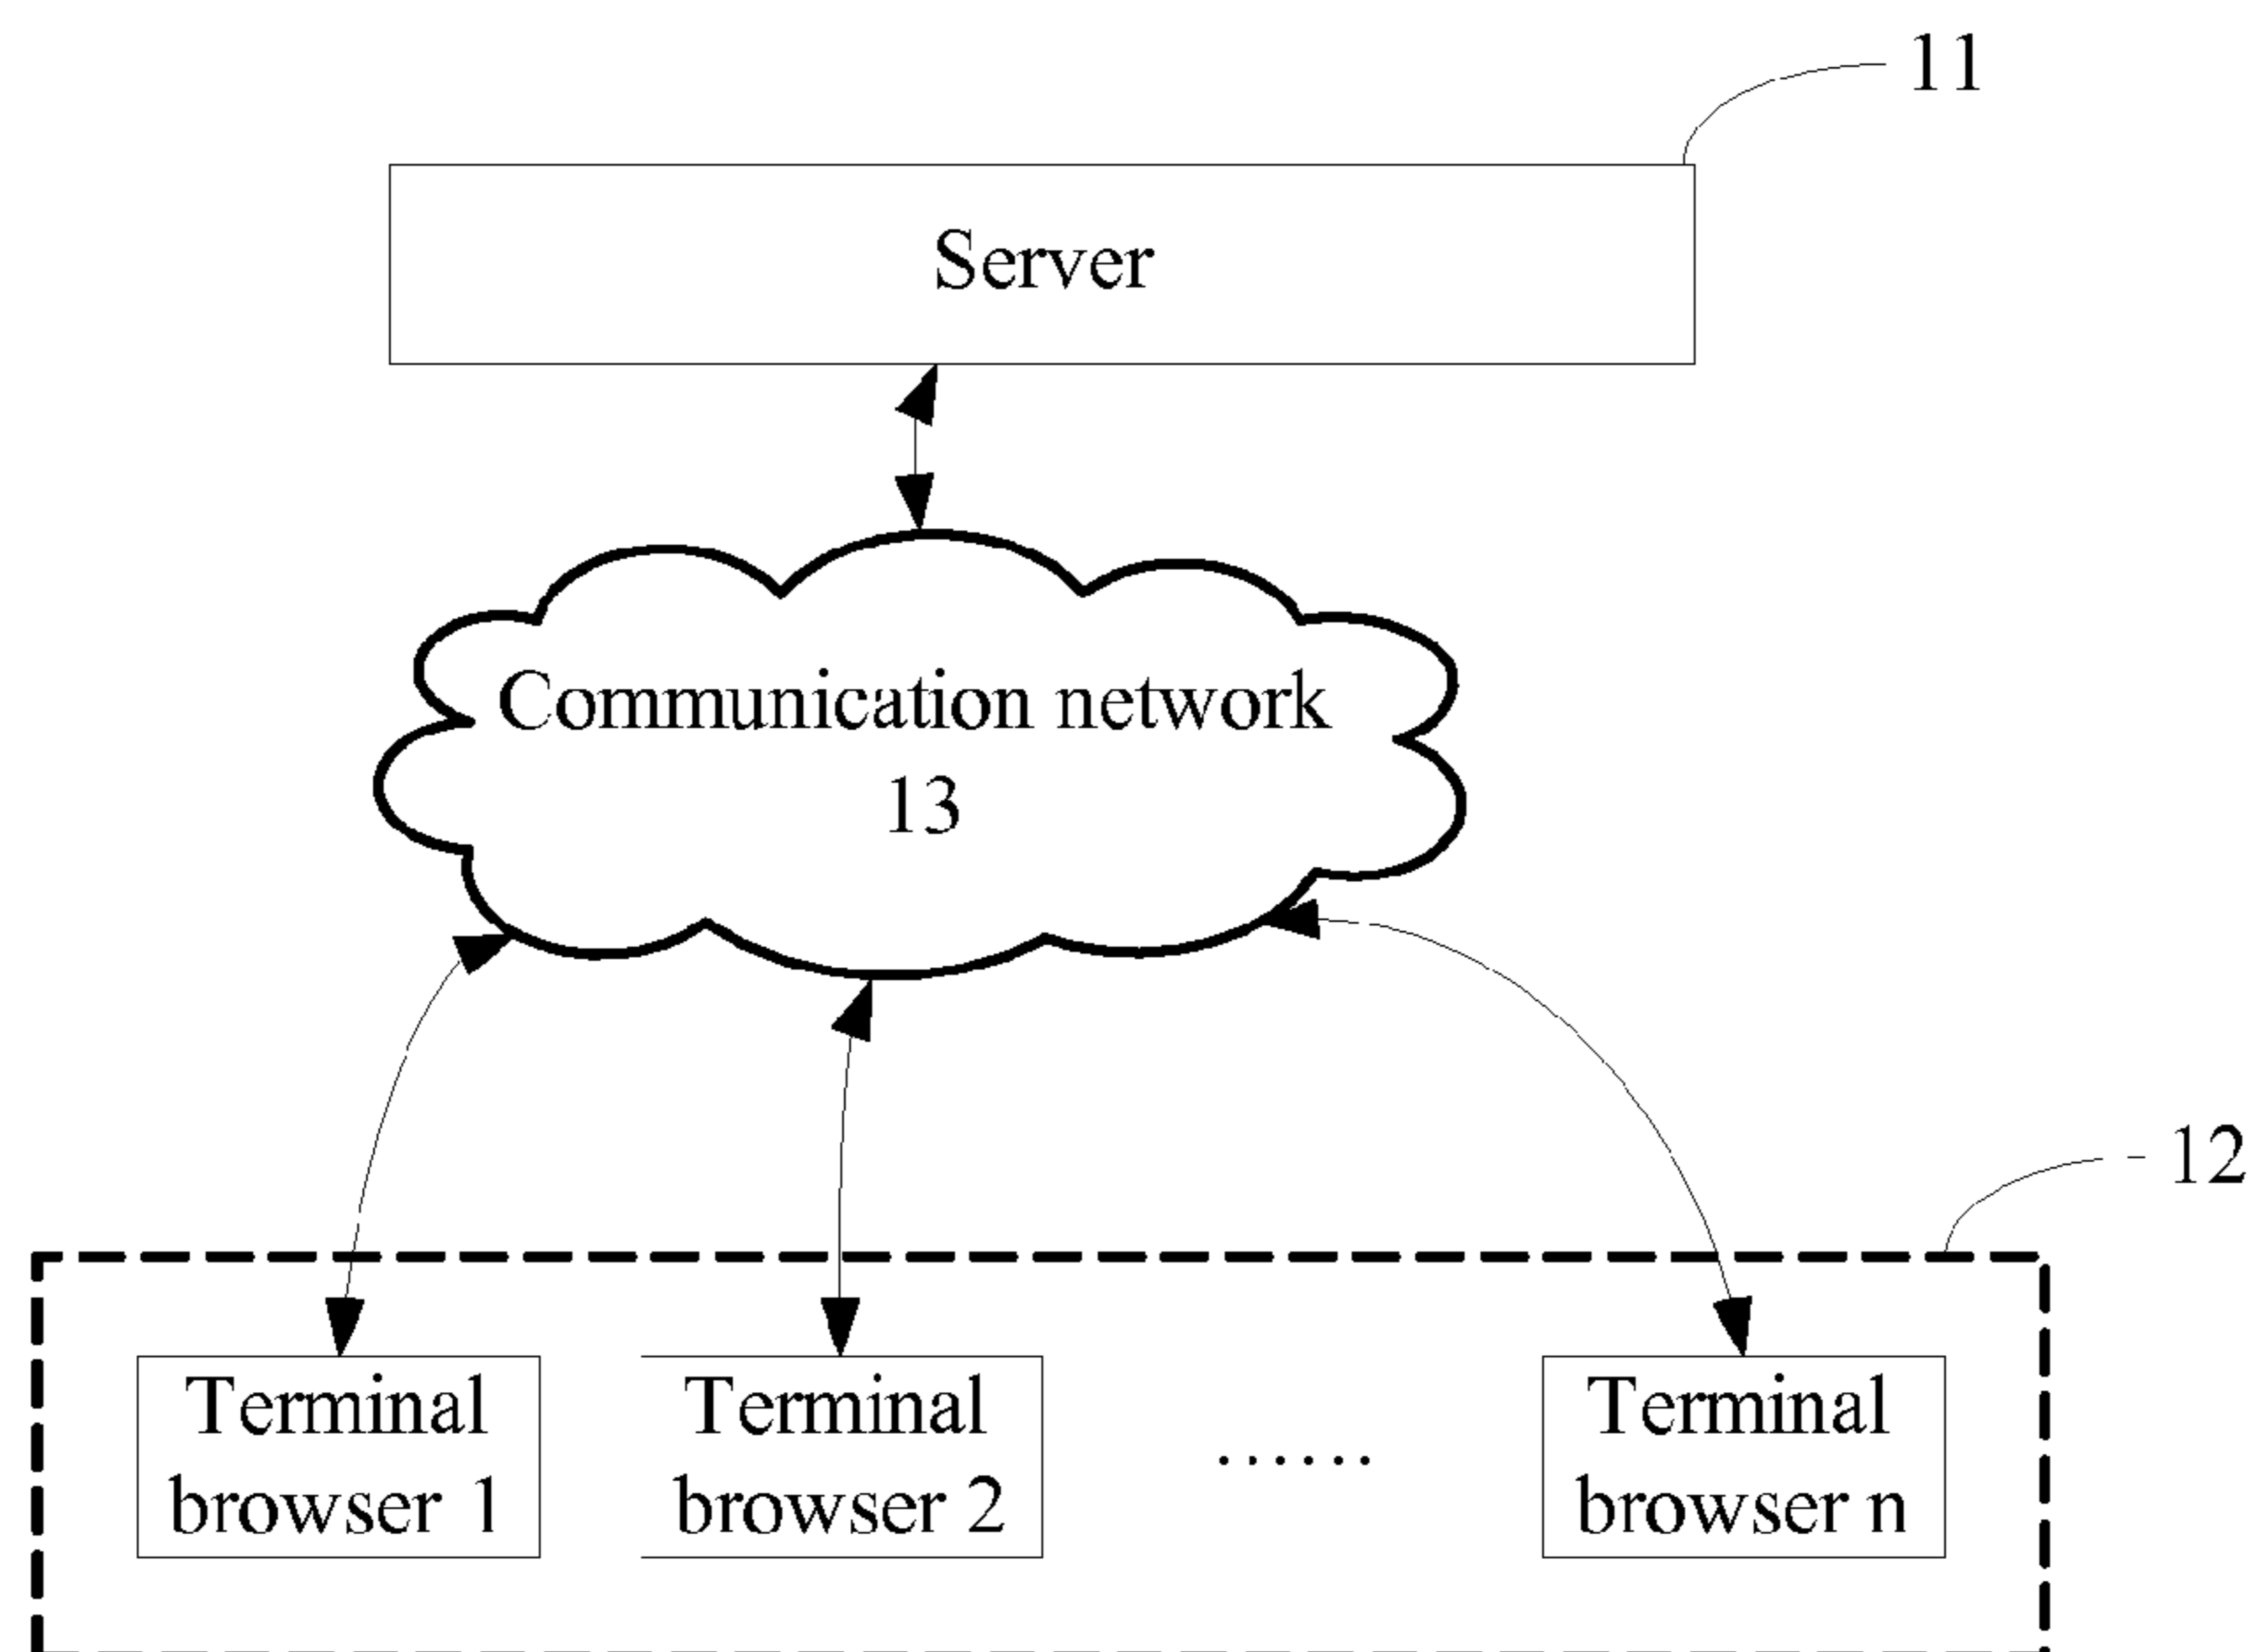 11
Server
Communication network
13
12
Terminal
browser 1
Terminal
browser 2
......
Terminal
browser n